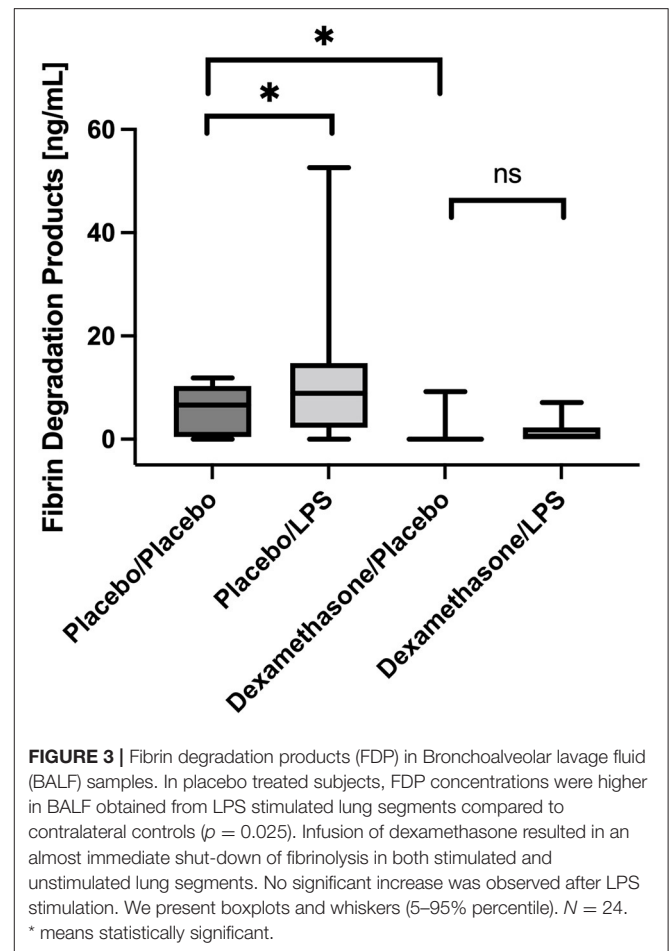 *
*
ns
Fibrin Degradation Products [ng/mL]
60
40
20
0
Placebo/Placebo
Placebo/LPS
Dexamethasone/Placebo
Dexamethasone/LPS
FIGURE 3 | Fibrin degradation products (FDP) in Bronchoalveolar lavage fluid
(BALF) samples. In placebo treated subjects, FDP concentrations were higher
in BALF obtained from LPS stimulated lung segments compared to
contralateral controls (p = 0.025). Infusion of dexamethasone resulted in an
almost immediate shut-down of fibrinolysis in both stimulated and
unstimulated lung segments. No significant increase was observed after LPS
stimulation. We present boxplots and whiskers (5–95% percentile). N = 24.
* means statistically significant.